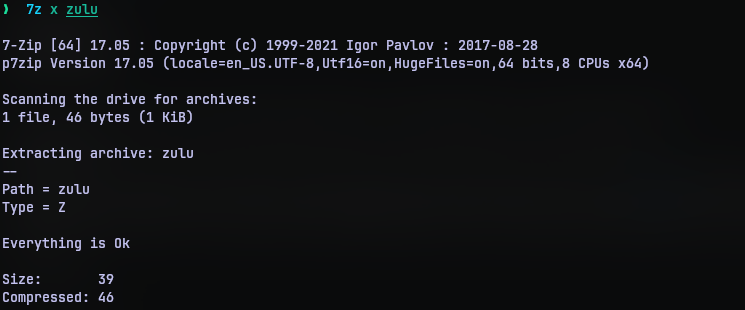 ❯ 7z x zulu
7-Zip [64] 17.05 : Copyright (c) 1999-2021 Igor Pavlov : 2017-08-28
p7zip Version 17.05 (locale=en_US.UTF-8,Utf16=on,HugeFiles=on,64 bits,8 CPUs x64)
Scanning the drive for archives:
1 file, 46 bytes (1 KiB)
Extracting archive: zulu
--
Path = zulu
Type = Z
Everything is Ok
Size:       39
Compressed: 46